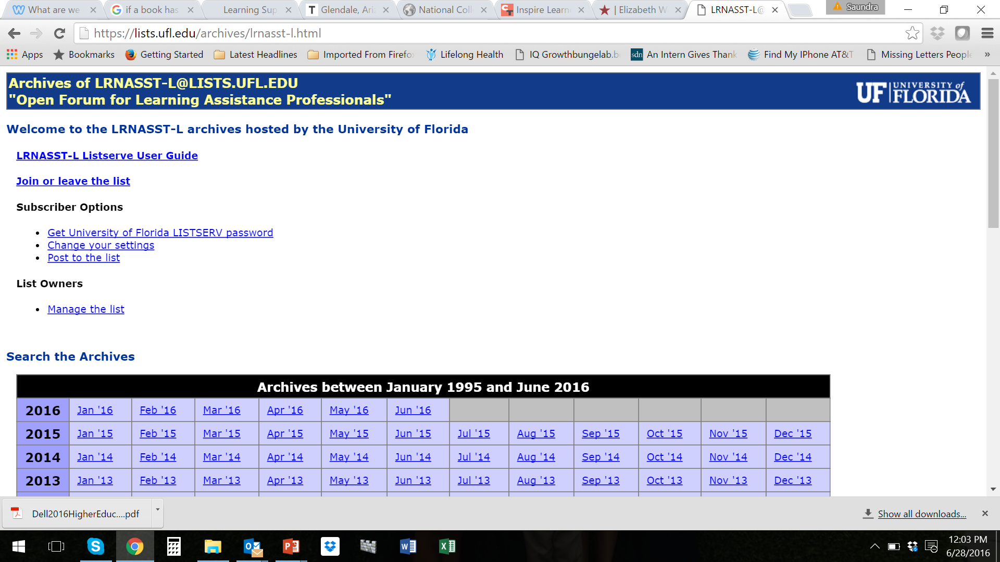 What are we
if a book has
Learning Sup
Glendale, Ariz
National Coll
Inspire Learn
| Elizabeth W
LRNASST-L@
Saundra
https://lists.ufl.edu/archives/lrnasst-l.html
Apps
Bookmarks
Getting Started
Latest Headlines
Imported From Firefo
Lifelong Health
IQ Growthbungelab.b
sdn An Intern Gives Thank
Find My IPhone AT&T
Missing Letters People
»
Archives of LRNASST-L@LISTS.UFL.EDU
"Open Forum for Learning Assistance Professionals"
UF UNIVERSITY of FLORIDA
Welcome to the LRNASST-L archives hosted by the University of Florida
LRNASST-L Listserve User Guide
Join or leave the list
Subscriber Options
• Get University of Florida LISTSERV password
• Change your settings
• Post to the list
List Owners
• Manage the list
Search the Archives
Archives between January 1995 and June 2016
2016 Jan '16 Feb '16 Mar '16 Apr '16 May '16 Jun '16
2015 Jan '15 Feb '15 Mar '15 Apr '15 May '15 Jun '15 Jul '15 Aug '15 Sep '15 Oct '15 Nov '15 Dec '15
2014 Jan '14 Feb '14 Mar '14 Apr '14 May '14 Jun '14 Jul '14 Aug '14 Sep '14 Oct '14 Nov '14 Dec '14
2013 Jan '13 Feb '13 Mar '13 Apr '13 May '13 Jun '13 Jul '13 Aug '13 Sep '13 Oct '13 Nov '13 Dec '13
Dell2016HigherEduc....pdf
Show all downloads...
12:03 PM
6/28/2016